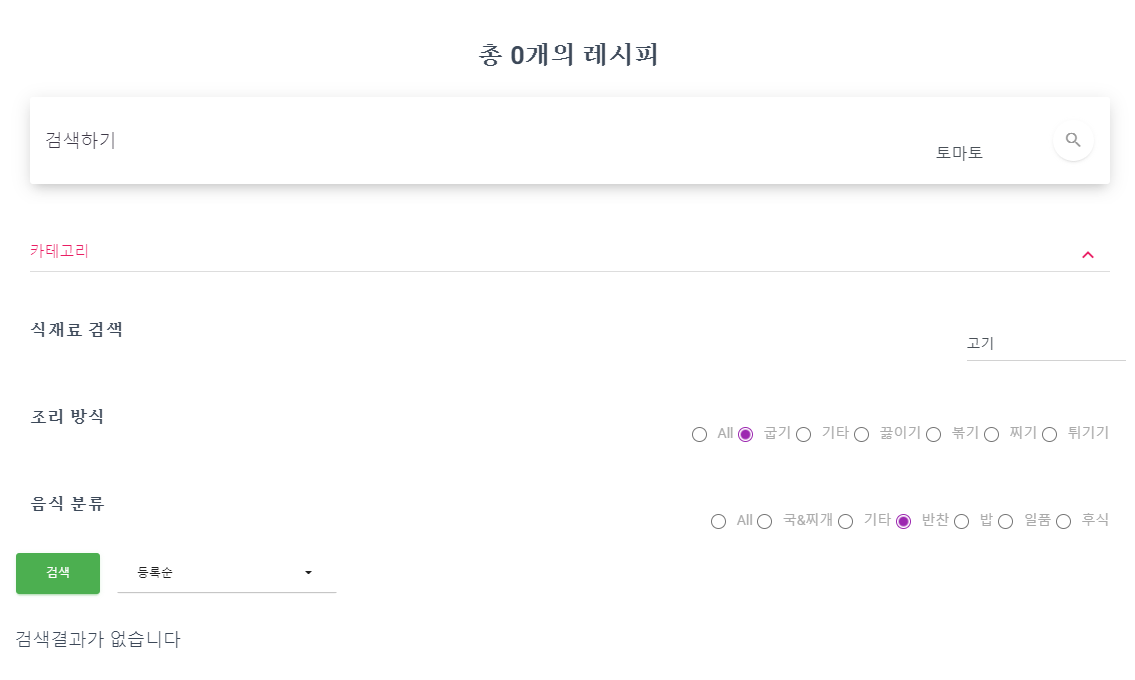 총 0개의 레시피
검색하기
토마토
카테고리
식재료 검색
고기
조리 방식
All 굽기 기타 끓이기 볶기 찌기 튀기기
음식 분류
All 국&찌개 기타 반찬 밥 일품 후식
검색 등록순
검색결과가 없습니다